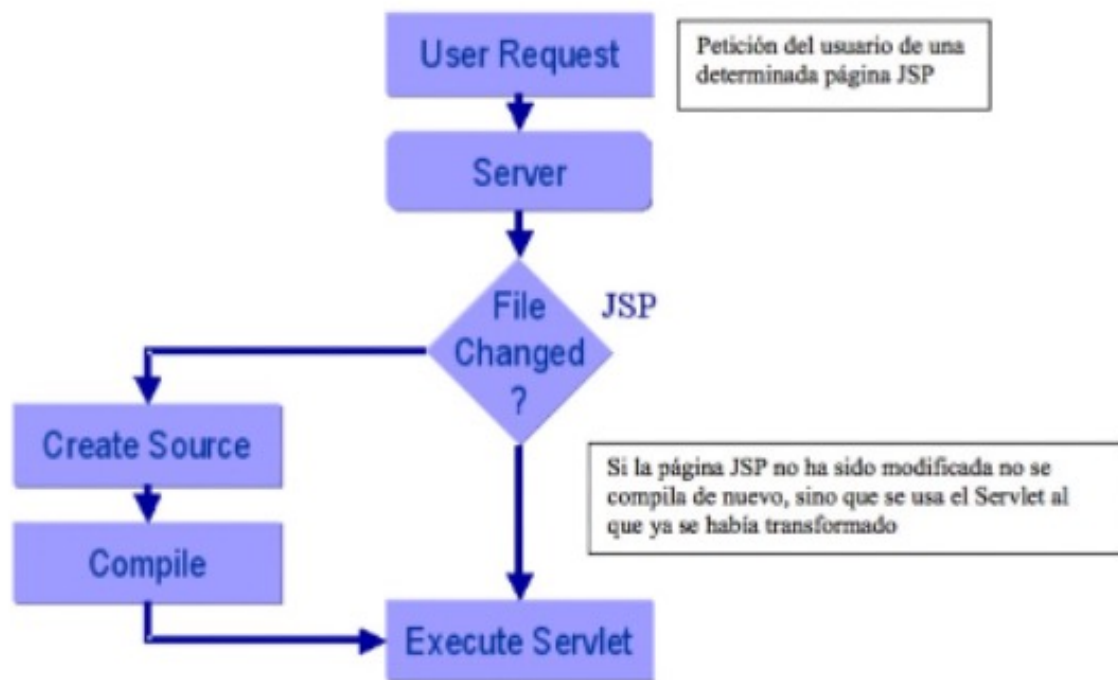 User Request
Petición del usuario de una
determinada página JSP
Server
File
Changed
?
JSP
Create Source
Si la página JSP no ha sido modificada no se
compila de nuevo, sino que se usa el Servlet al
que ya se había transformado
Compile
Execute Servlet